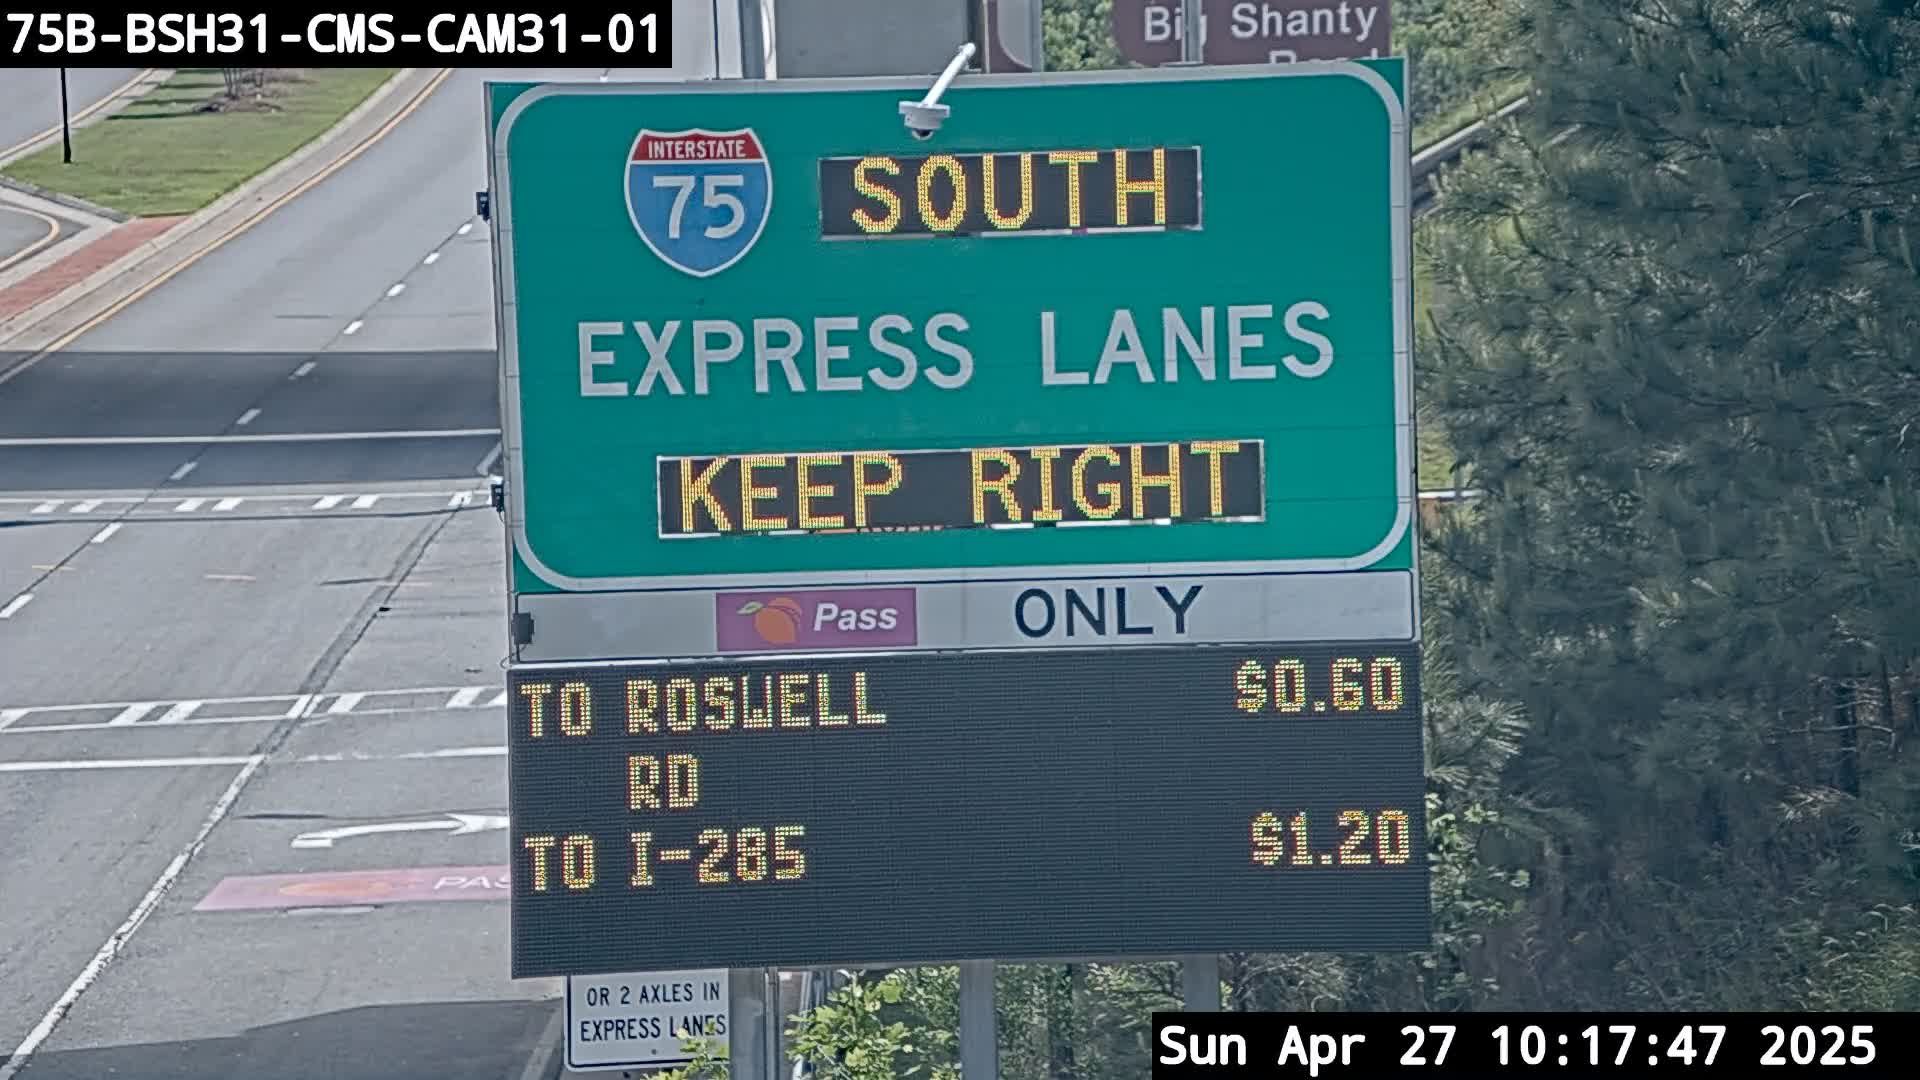 75B-BSH31-CMS-CAM31-01
Big Shanty
INTERSTATE
75
SOUTH
EXPRESS LANES
KEEP RIGHT
Pass ONLY
TO ROSWELL $0.60
RD
TO I-285 $1.20
OR 2 AXLES IN
EXPRESS LANES
Sun Apr 27 10:17:47 2025